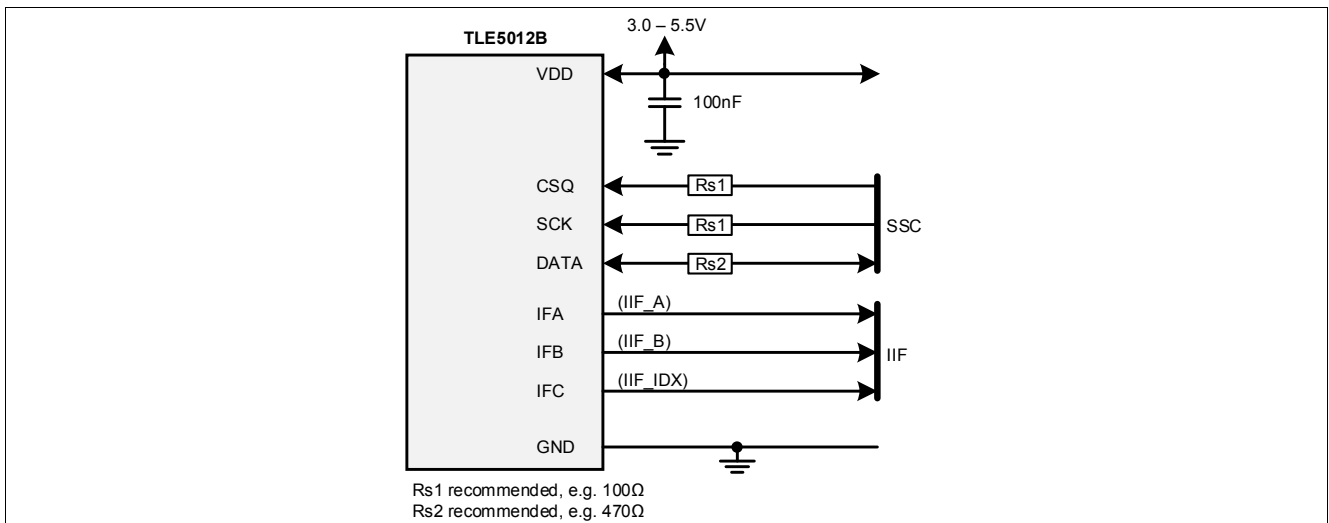 3.0 – 5.5V
TLE5012B
VDD
100nF
CSQ
Rs1
SCK
Rs1
SSC
DATA
Rs2
IFA
(IIF_A)
IFB
(IIF_B)
IIF
IFC
(IIF_IDX)
GND
Rs1 recommended, e.g. 100Ω
Rs2 recommended, e.g. 470Ω